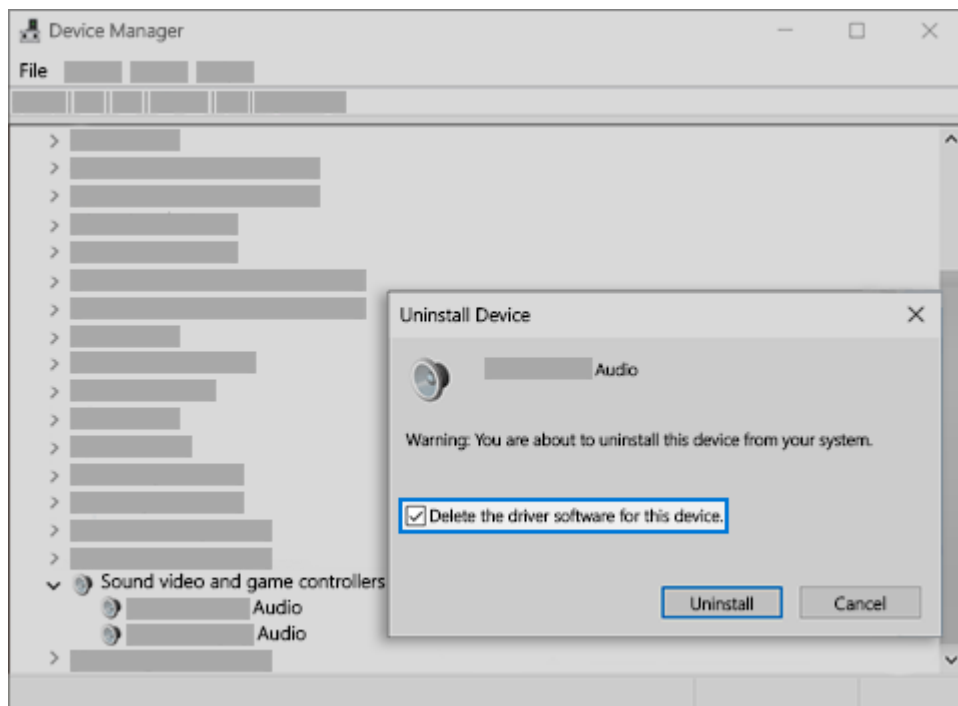 Device Manager
File
Uninstall Device
Audio
Warning: You are about to uninstall this device from your system.
Delete the driver software for this device.
Uninstall
Cancel
Sound video and game controllers
Audio
Audio